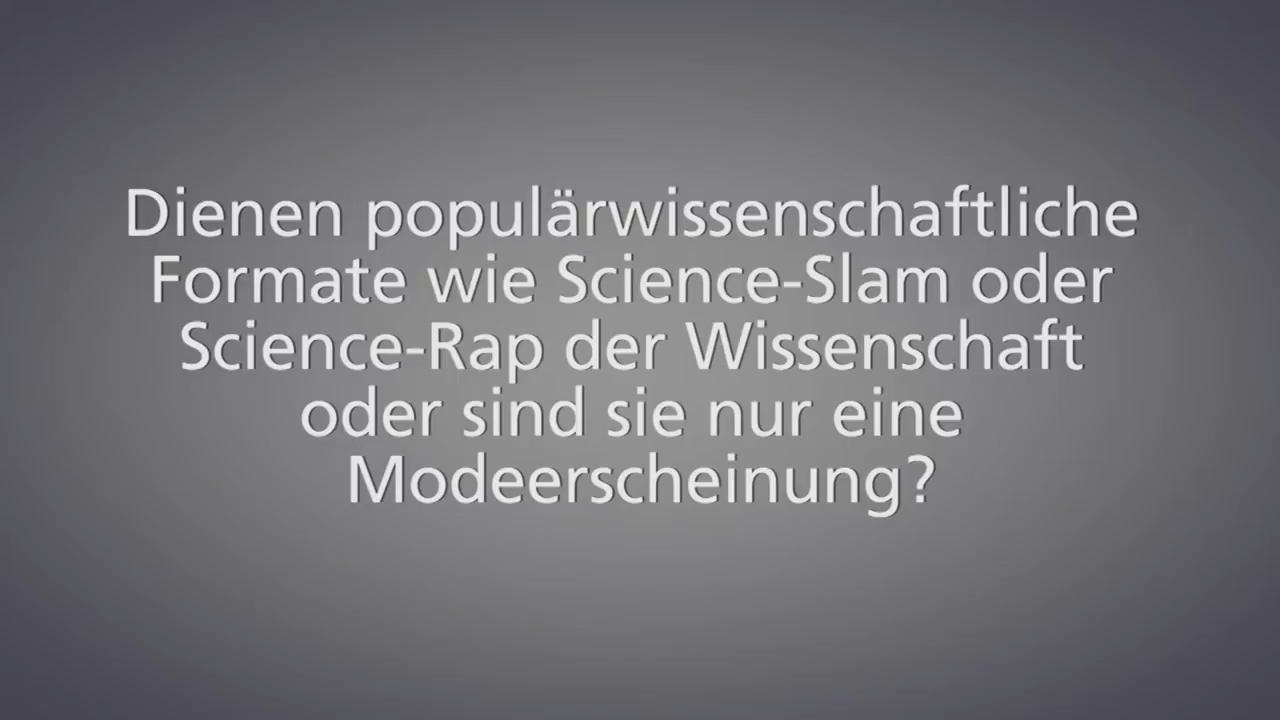 Dienen populärwissenschaftliche
Formate wie Science-Slam oder
Science-Rap der Wissenschaft
oder sind sie nur eine
Modeerscheinung?